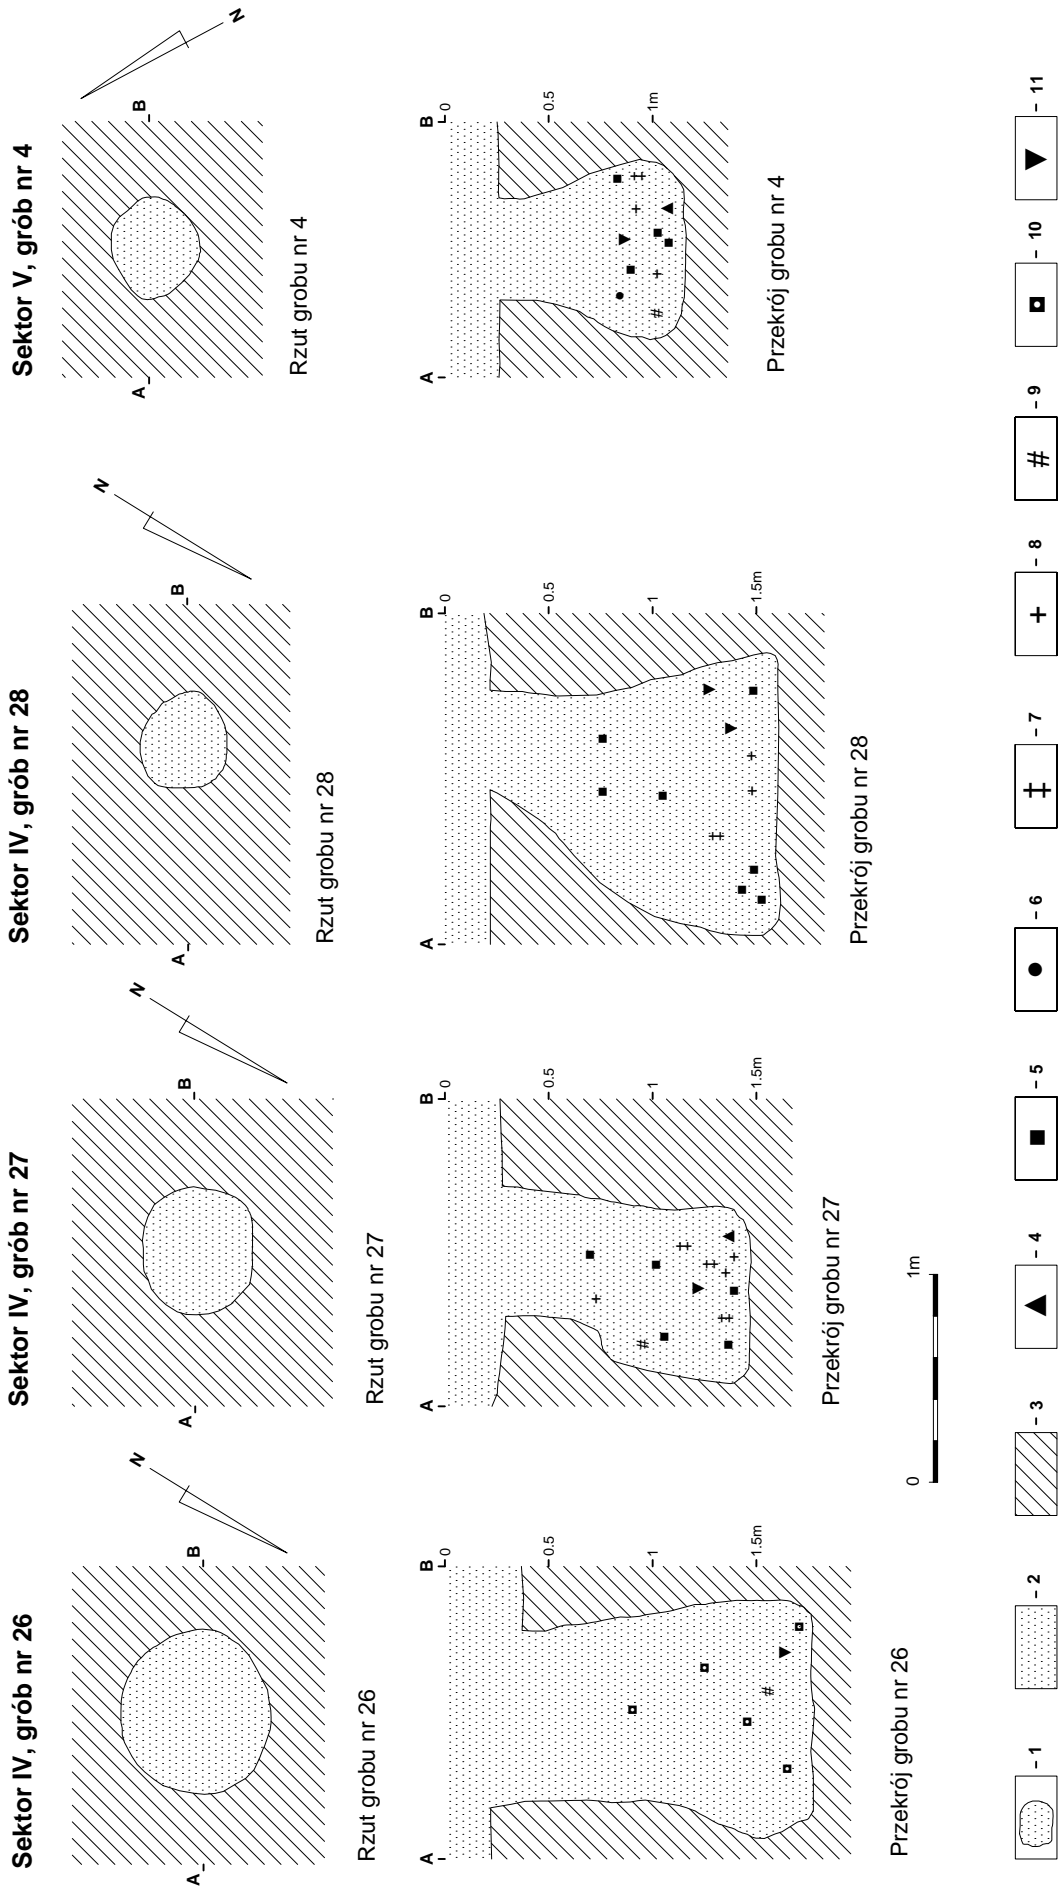 Sektor IV, grób nr 26
A
B
N
Rzut grobu nr 26
A
B
0
0.5
1
1.5m
Przekrój grobu nr 26
Sektor IV, grób nr 27
A
B
N
Rzut grobu nr 27
A
B
0
0.5
1
1.5m
Przekrój grobu nr 27
Sektor IV, grób nr 28
A
B
N
Rzut grobu nr 28
A
B
0
0.5
1
1.5m
Przekrój grobu nr 28
Sektor V, grób nr 4
A
B
N
Rzut grobu nr 4
A
B
0
0.5
1m
Przekrój grobu nr 4
0 1m
- 1
- 2
- 3
- 4
- 5
- 6
- 7
- 8
# - 9
- 10
- 11